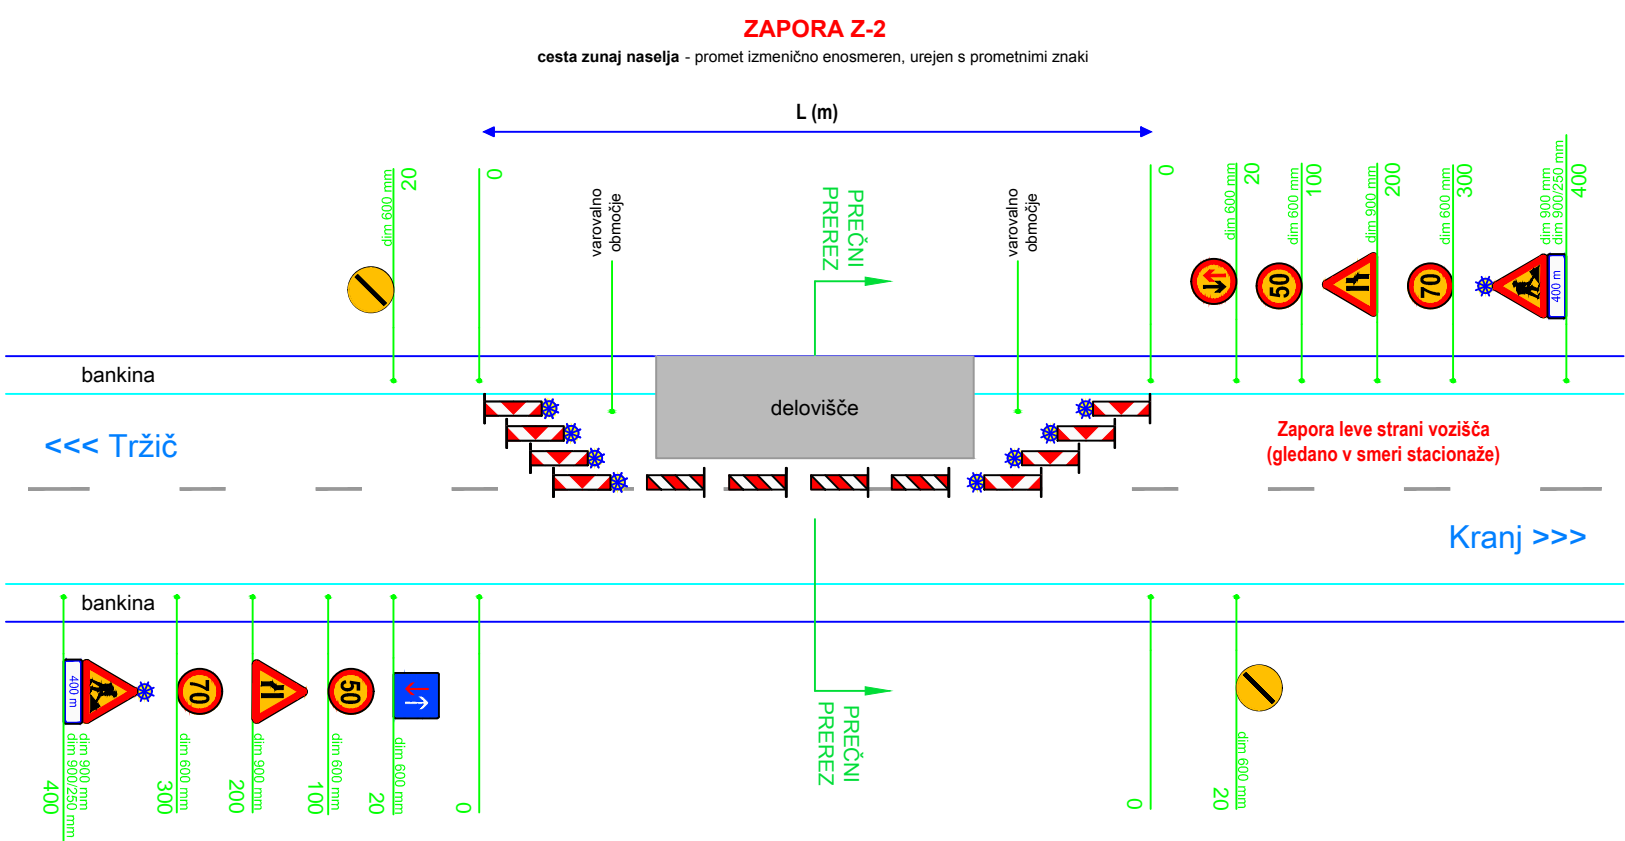 ZAPORA Z-2
cesta zunaj naselja - promet izmenično enosmeren, urejen s prometnimi znaki
L (m)
dim 600 mm
20
0
varovalno
območje
PREČNI
PREREZ
varovalno
območje
0
dim 600 mm
20
dim 600 mm
100
dim 900 mm
200
dim 600 mm
300
dim 900 mm
dim 900/250 mm
400
50
70
400 m
bankina
delovišče
<<< Tržič
Zapora leve strani vozišča
(gledano v smeri stacionaže)
Kranj >>>
bankina
400 m
70
50
dim 900 mm
dim 900/250 mm
400
dim 600 mm
300
dim 900 mm
200
dim 600 mm
100
dim 600 mm
20
0
PREČNI
PREREZ
0
dim 600 mm
20